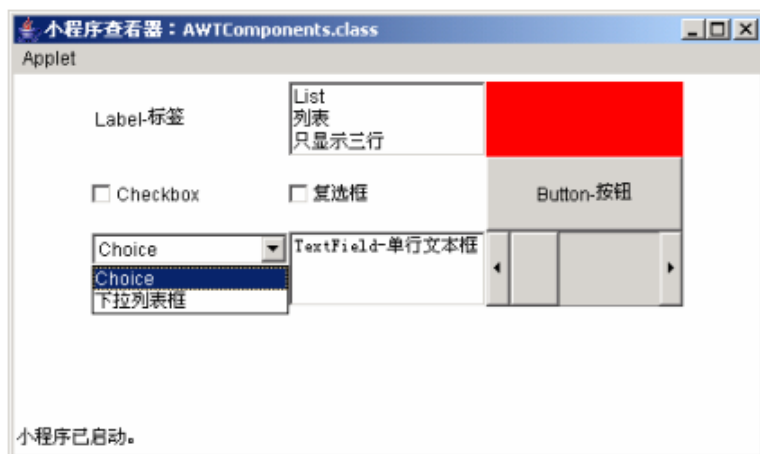 小程序查看器：AWTComponents.class
Applet
Label-标签
List
列表
只显示三行
Checkbox
复选框
Button-按钮
Choice
TextField-单行文本框
Choice
下拉列表框
小程序已启动。